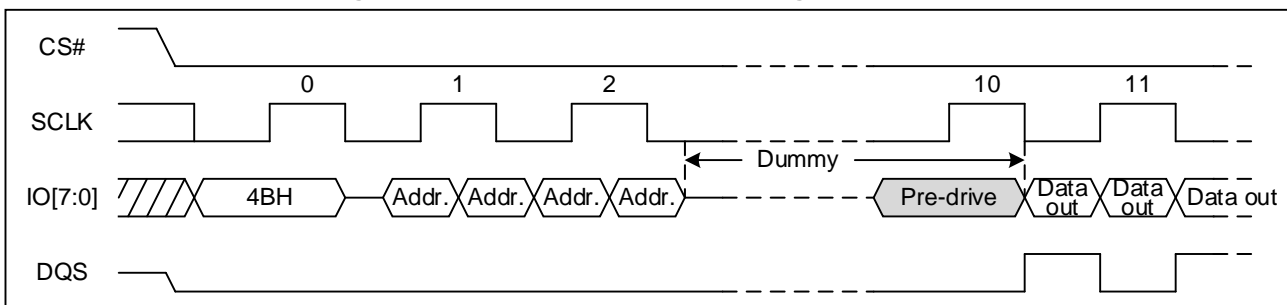 CS#
0 1 2 10 11
SCLK
Dummy
IO[7:0] 4BH Addr. Addr. Addr. Addr. Pre-drive Data out Data out Data out
DQS